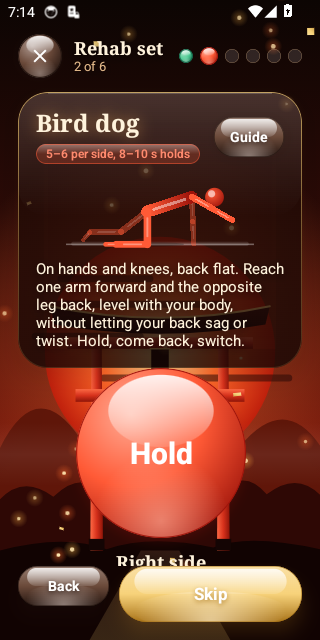 7:14
Rehab set
2 of 6
Bird dog
Guide
5–6 per side, 8–10 s holds
On hands and knees, back flat. Reach
one arm forward and the opposite
leg back, level with your body,
without letting your back sag or
twist. Hold, come back, switch.
Hold
Right side
Back
Skip